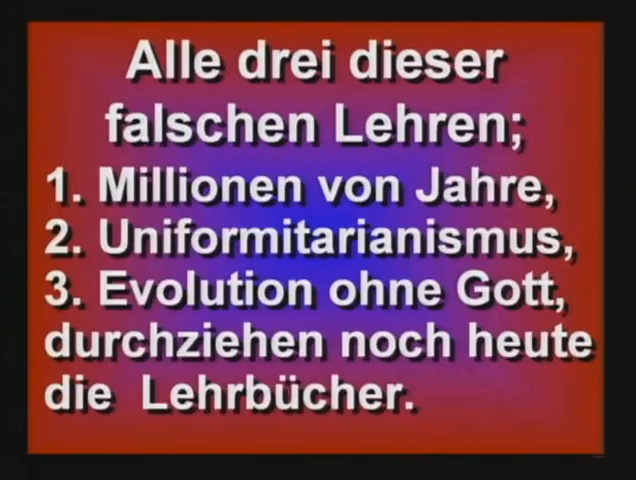 Alle drei dieser
falschen Lehren;
1. Millionen von Jahre,
2. Uniformitarianismus,
3. Evolution ohne Gott,
durchziehen noch heute
die Lehrbücher.